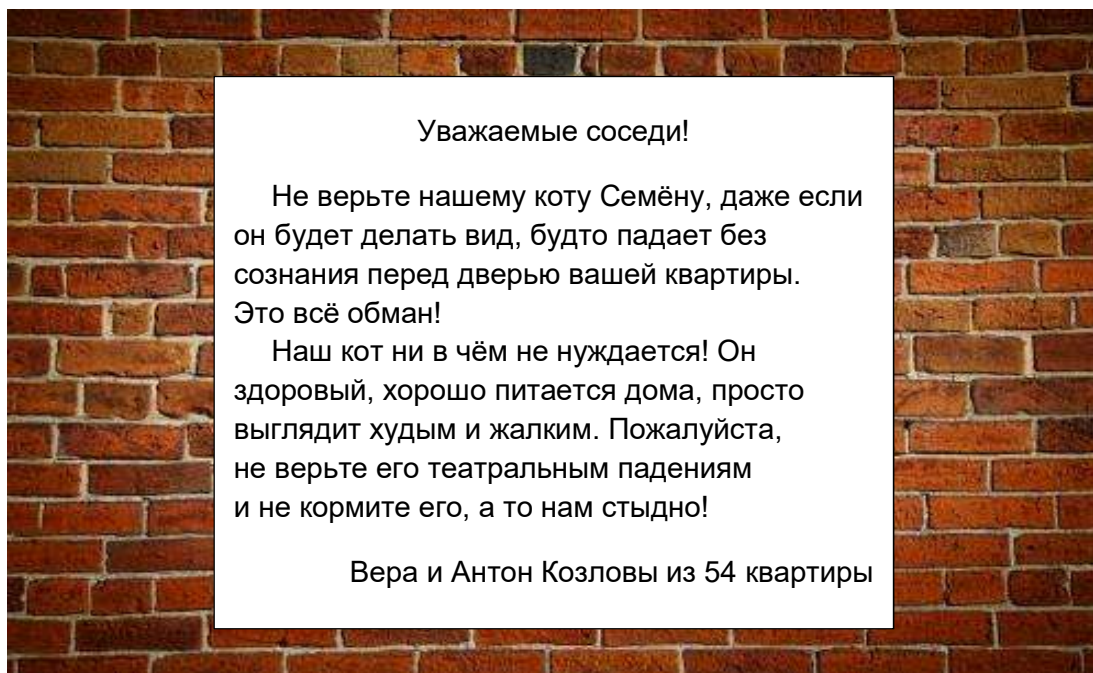 Уважаемые соседи!
Не верьте нашему коту Семёну, даже если
он будет делать вид, будто падает без
сознания перед дверью вашей квартиры.
Это всё обман!
Наш кот ни в чём не нуждается! Он
здоровый, хорошо питается дома, просто
выглядит худым и жалким. Пожалуйста,
не верьте его театральным падениям
и не кормите его, а то нам стыдно!
Вера и Антон Козловы из 54 квартиры